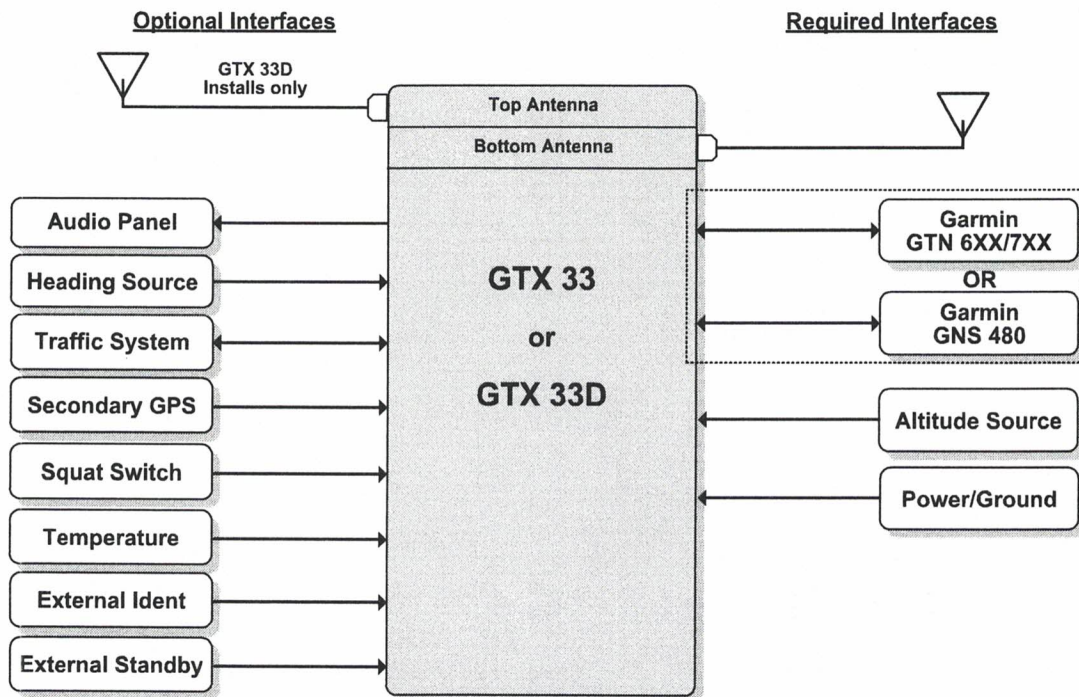 Optional Interfaces
Required Interfaces
GTX 33D
Installs only
Top Antenna
Bottom Antenna
Audio Panel
Heading Source
Traffic System
Secondary GPS
Squat Switch
Temperature
External Ident
External Standby
GTX 33
or
GTX 33D
Garmin
GTN 6XX/7XX
OR
Garmin
GNS 480
Altitude Source
Power/Ground